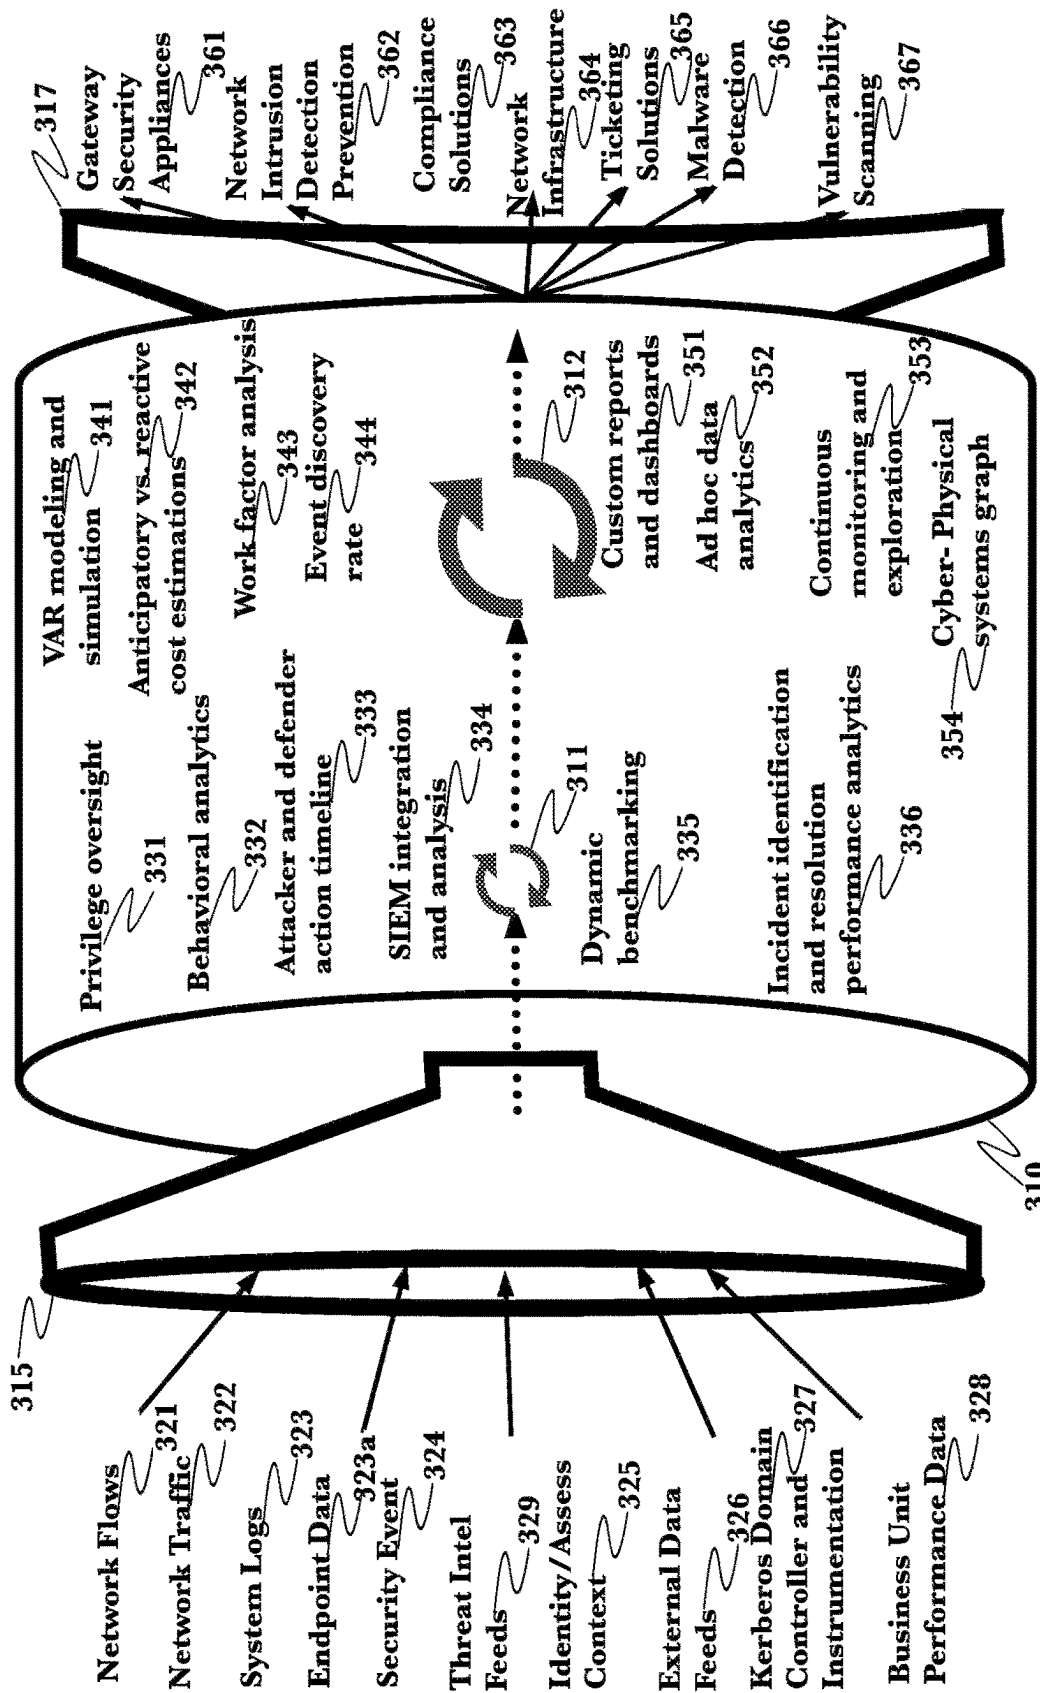 315
Network Flows
321
Network Traffic
322
System Logs
323
Endpoint Data
323a
Security Event
324
Threat Intel
Feeds
329
Identity/Assess
Context
325
External Data
Feeds
326
Kerberos Domain
Controller and
Instrumentation
327
Business Unit
Performance Data
328
310
Privilege oversight
331
Behavioral analytics
332
Attacker and defender
action timeline
333
SIEM integration
and analysis
334
311
Dynamic
benchmarking
335
Incident identification
and resolution
performance analytics
336
VAR modeling and
simulation
341
Anticipatory vs. reactive
cost estimations
342
Work factor analysis
343
Event discovery
rate
344
312
Custom reports
and dashboards
351
Ad hoc data
analytics
352
Continuous
monitoring and
exploration
353
Cyber- Physical
systems graph
354
317
Gateway
Security
Appliances
361
Network
Intrusion
Detection
Prevention
362
Compliance
Solutions
363
Network
Infrastructure
364
Ticketing
Solutions
365
Malware
Detection
366
Vulnerability
Scanning
367